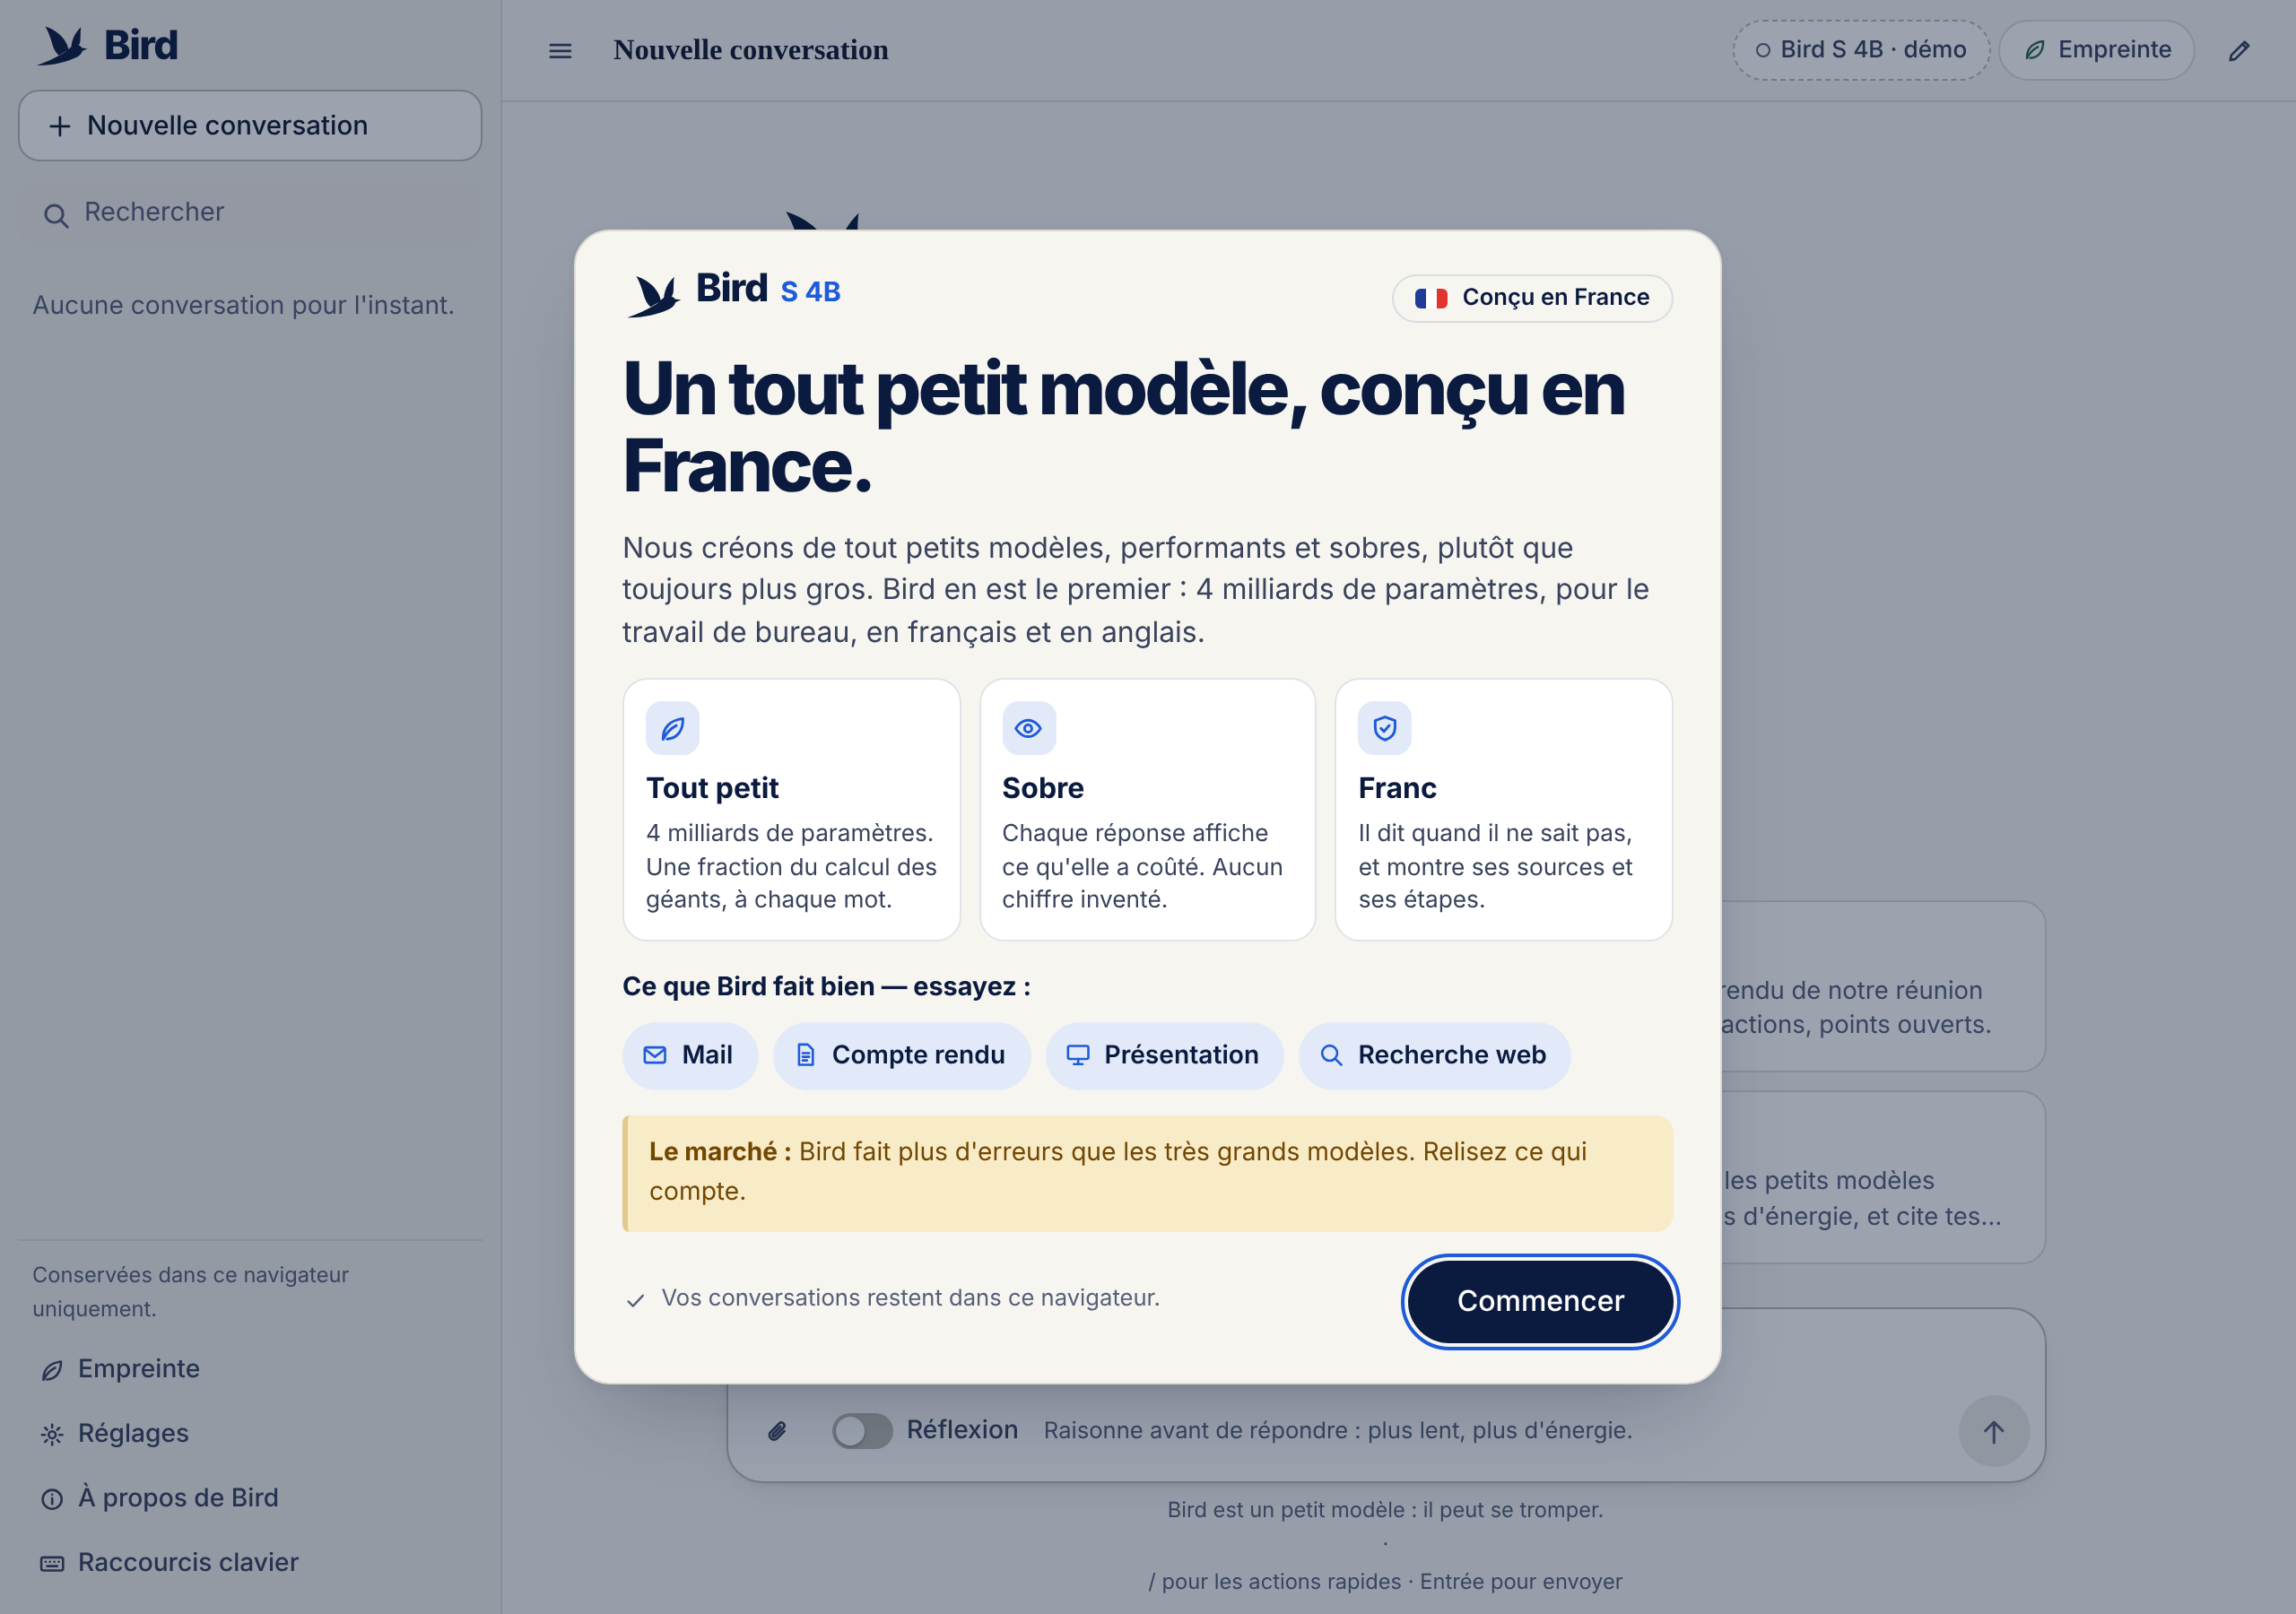 Bird
Nouvelle conversation
Rechercher
Aucune conversation pour l'instant.
Conservées dans ce navigateur
uniquement.
Empreinte
Réglages
À propos de Bird
Raccourcis clavier
Nouvelle conversation
Bird S 4B · démo
Empreinte
Bird S 4B
Conçu en France
Un tout petit modèle, conçu en
France.
Nous créons de tout petits modèles, performants et sobres, plutôt que
toujours plus gros. Bird en est le premier : 4 milliards de paramètres, pour le
travail de bureau, en français et en anglais.
Tout petit
4 milliards de paramètres.
Une fraction du calcul des
géants, à chaque mot.
Sobre
Chaque réponse affiche
ce qu'elle a coûté. Aucun
chiffre inventé.
Franc
Il dit quand il ne sait pas,
et montre ses sources et
ses étapes.
Ce que Bird fait bien — essayez :
Mail
Compte rendu
Présentation
Recherche web
Le marché : Bird fait plus d'erreurs que les très grands modèles. Relisez ce qui
compte.
Vos conversations restent dans ce navigateur.
Commencer
rendu de notre réunion
actions, points ouverts.
les petits modèles
s d'énergie, et cite tes...
Réflexion
Raisonne avant de répondre : plus lent, plus d'énergie.
Bird est un petit modèle : il peut se tromper.
·
/ pour les actions rapides · Entrée pour envoyer